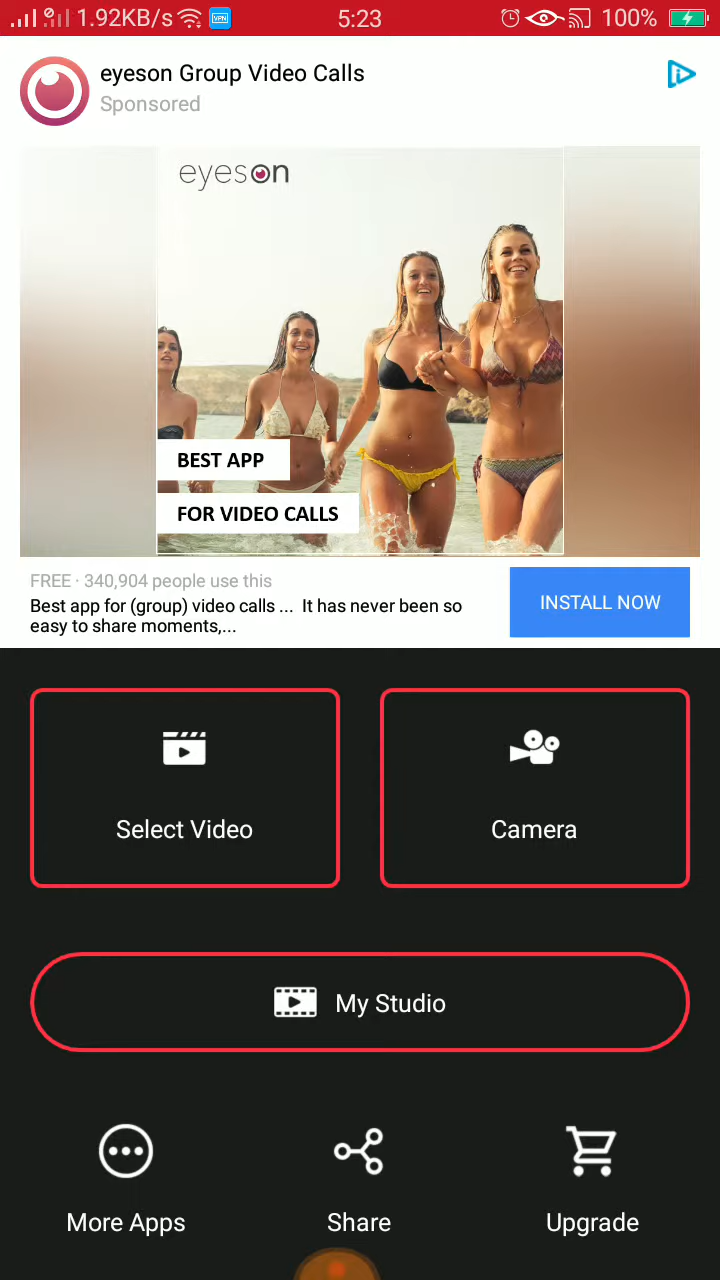 1.92KB/s VPN 5:23 100%
eyeson Group Video Calls
Sponsored
eyeson
BEST APP
FOR VIDEO CALLS
FREE · 340,904 people use this
Best app for (group) video calls ... It has never been so
easy to share moments,...
INSTALL NOW
Select Video
Camera
My Studio
More Apps
Share
Upgrade